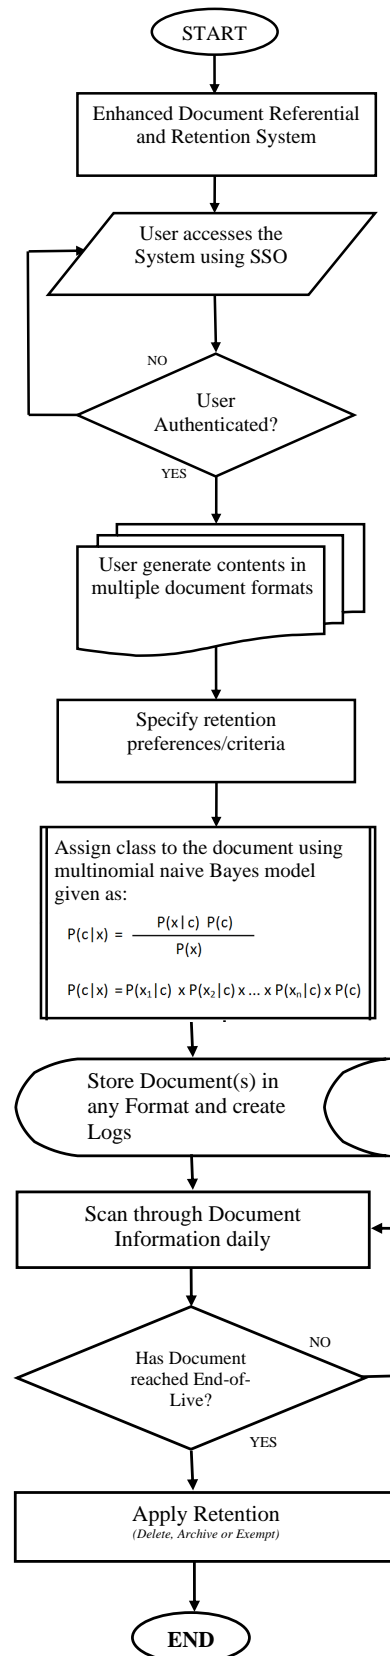 START
Enhanced Document Referential
and Retention System
User accesses the
System using SSO
NO
User
Authenticated?
YES
User generate contents in
multiple document formats
Specify retention
preferences/criteria
Assign class to the document using
multinomial naive Bayes model
given as:
P(c|x) = P(x|c) P(c)
P(x)
P(c|x) = P(x₁|c) x P(x₂|c) x ... x P(xₙ|c) x P(c)
Store Document(s) in
any Format and create
Logs
Scan through Document
Information daily
NO
Has Document
reached End-of-
Live?
YES
Apply Retention
(Delete, Archive or Exempt)
END